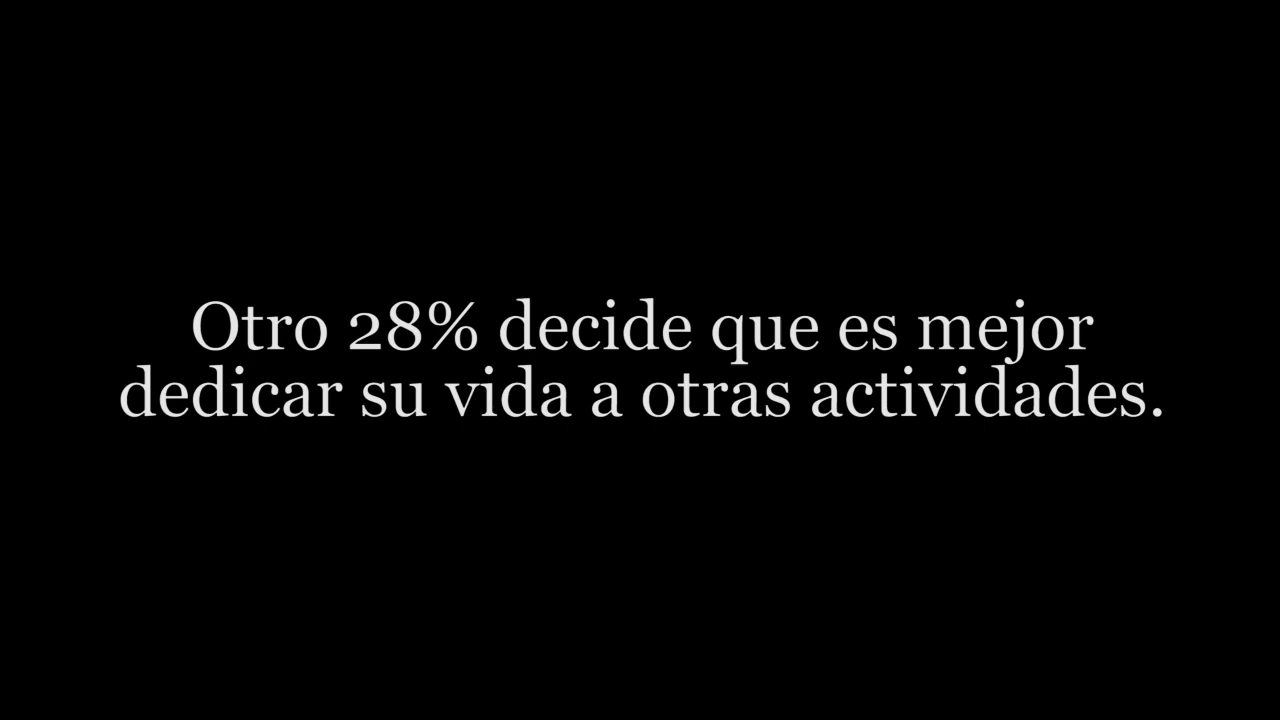 Otro 28% decide que es mejor
dedicar su vida a otras actividades.